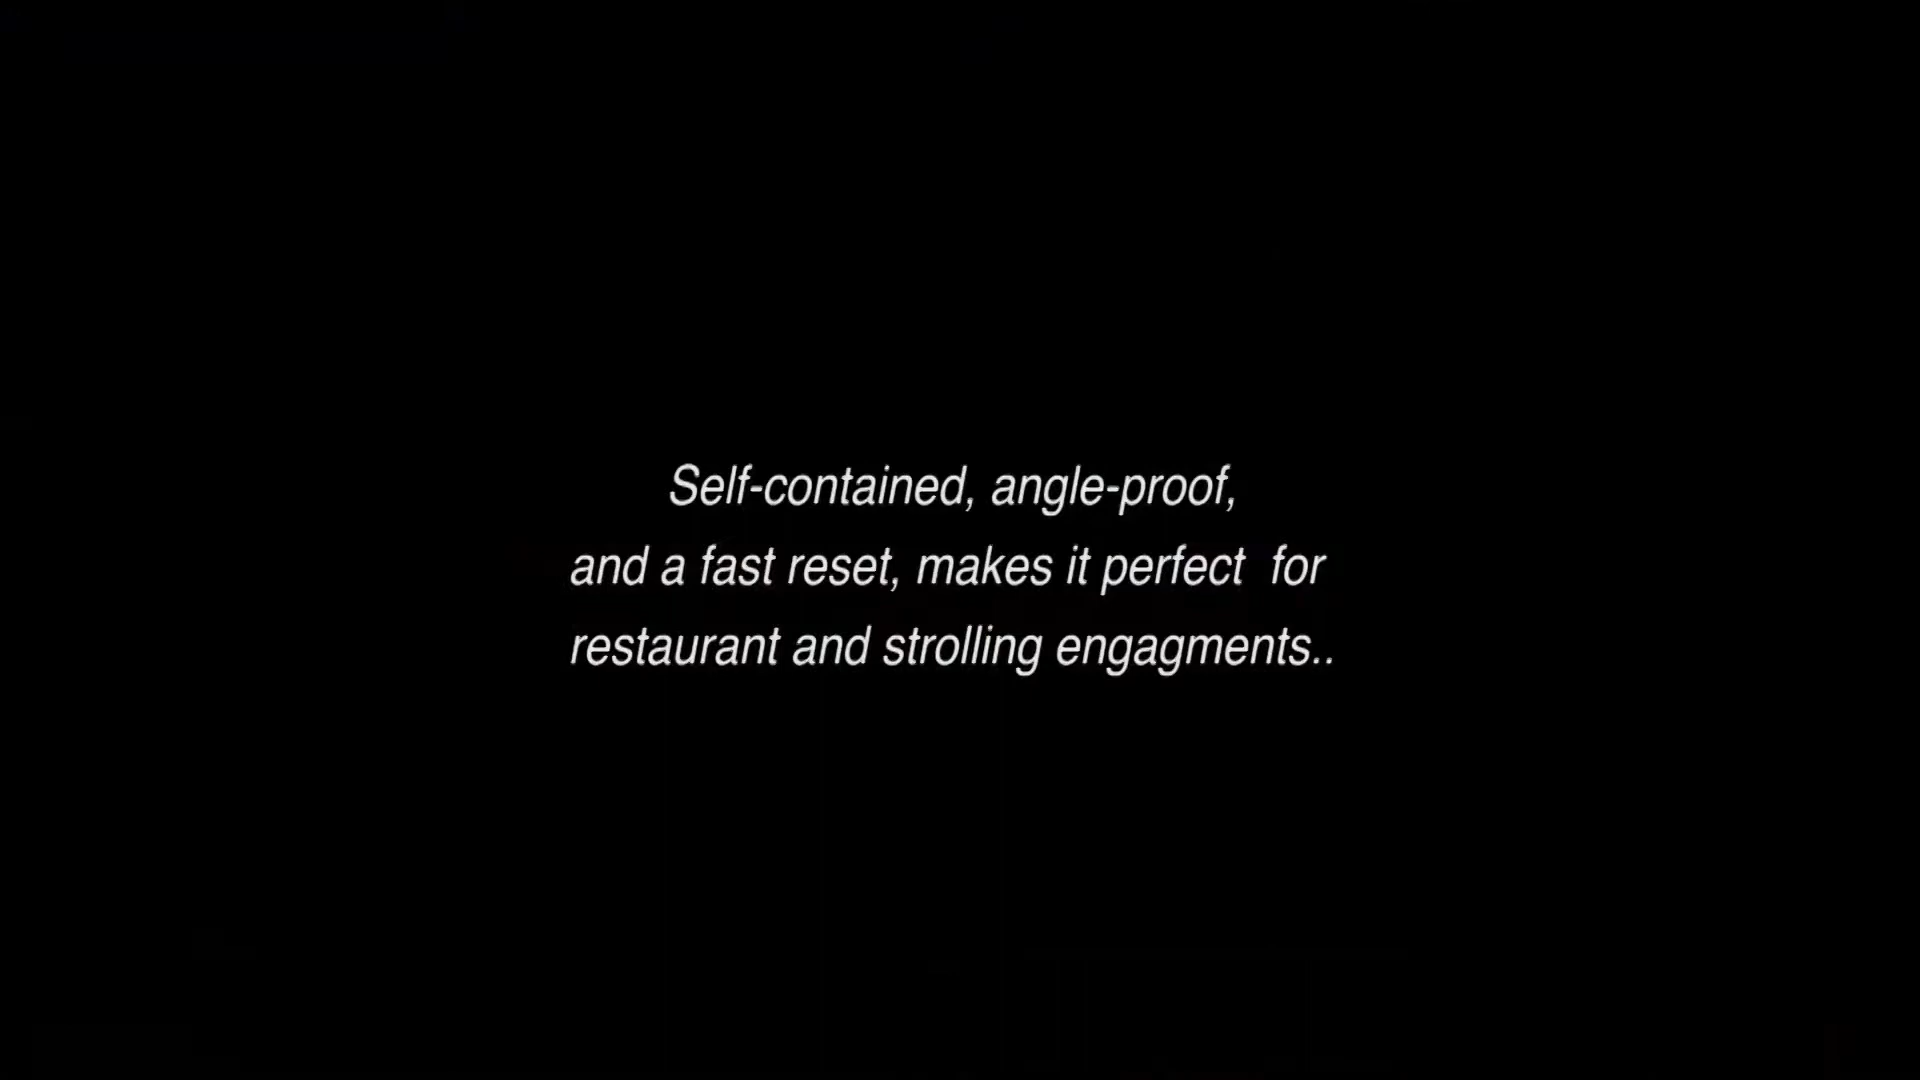 Self-contained, angle-proof,
and a fast reset, makes it perfect  for
restaurant and strolling engagments..